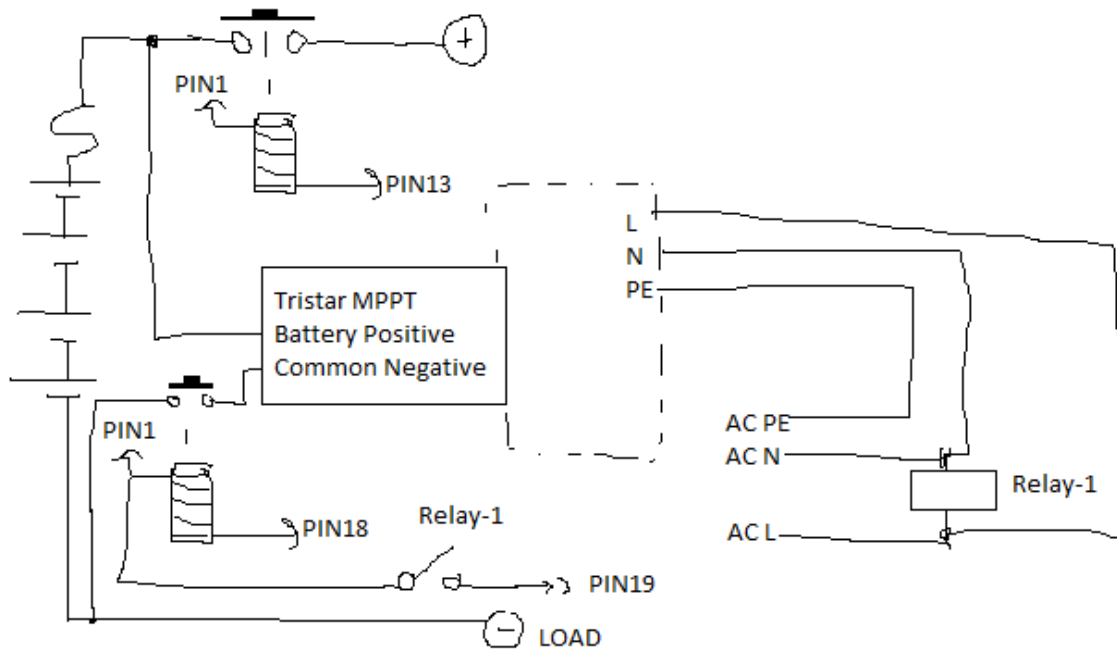 +
PIN1
PIN13
L
N
PE
Tristar MPPT
Battery Positive
Common Negative
AC PE
PIN1
AC N
Relay-1
Relay-1
PIN18
AC L
PIN19
- LOAD